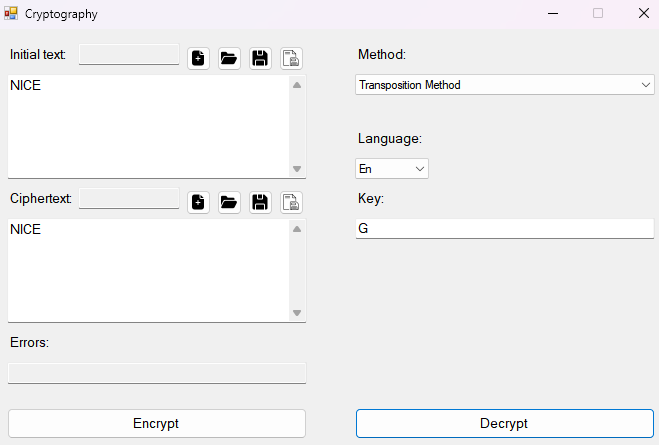 Cryptography
Initial text:
NICE
Ciphertext:
NICE
Errors:
Encrypt
Method:
Transposition Method
Language:
En
Key:
G
Decrypt